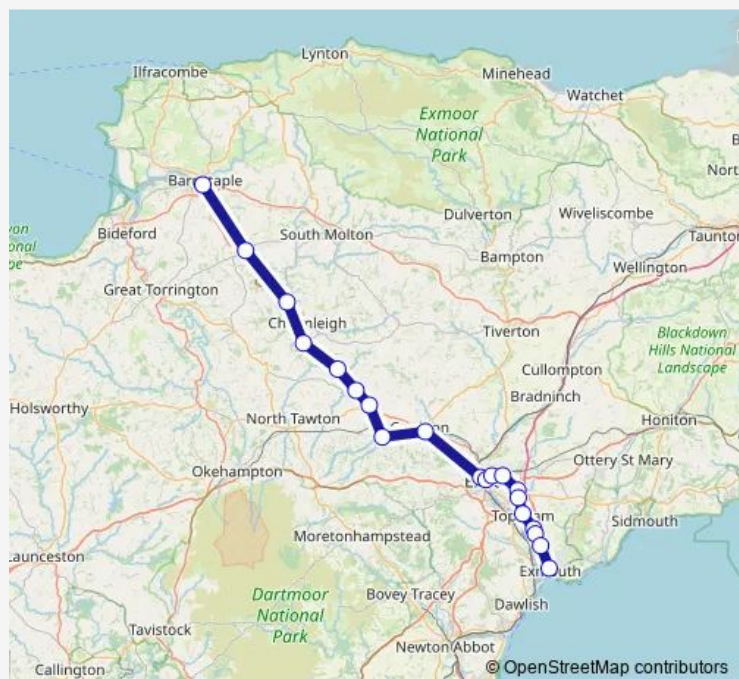 Lynton
Ilfracombe
Minehead
Watchet
Exmoor
National
Park
Dulverton
Wiveliscombe
Taunton
Bideford
South Molton
Bampton
Wellington
Great Torrington
Tiverton
Blackdown
Hills National
Landscape
Cullompton
Bradninch
Holsworthy
North Tawton
Honiton
Okehampton
Ottery St Mary
Sidmouth
Moretonhampstead
Launceston
Dartmoor
National
Park
Bovey Tracey
Dawlish
Tavistock
Newton Abbot
Callington
© OpenStreetMap contributors